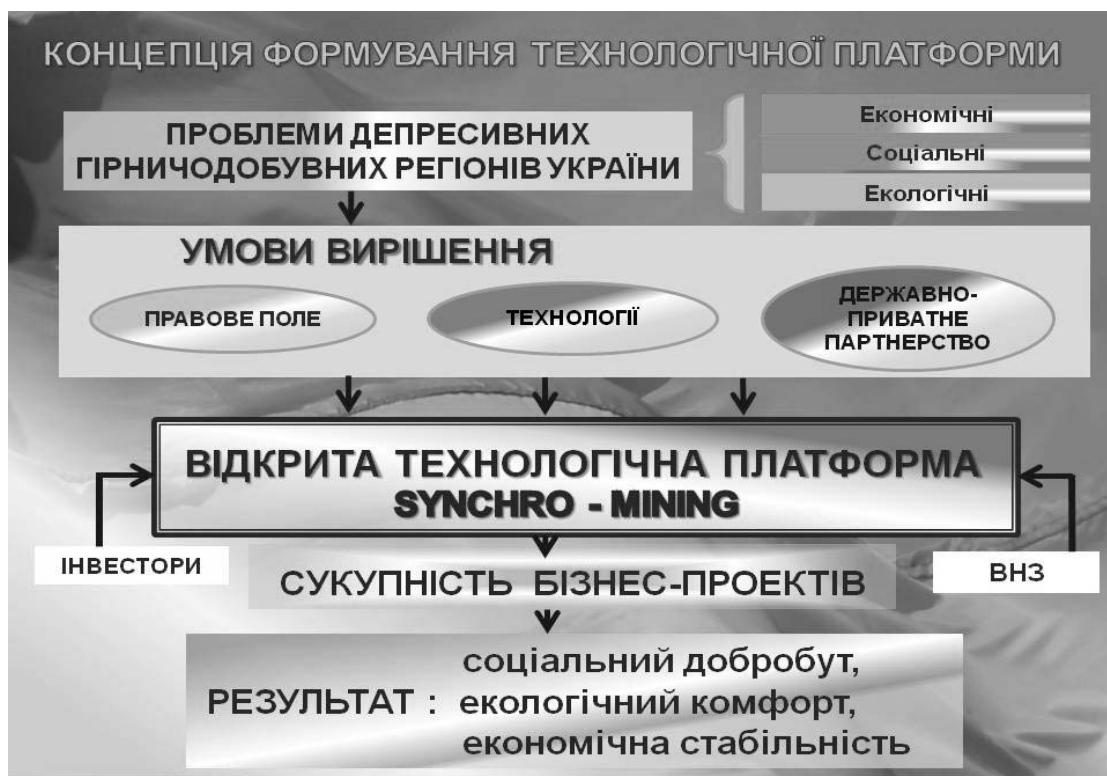 КОНЦЕПЦІЯ ФОРМУВАННЯ ТЕХНОЛОГІЧНОЇ ПЛАТФОРМИ
ПРОБЛЕМИ ДЕПРЕСИВНИХ
ГІРНИЧОДОБУВНИХ РЕГІОНІВ УКРАЇНИ
Економічні
Соціальні
Екологічні
УМОВИ ВИРІШЕННЯ
ПРАВОВЕ ПОЛЕ
ТЕХНОЛОГІЇ
ДЕРЖАВНО-
ПРИВАТНЕ
ПАРТНЕРСТВО
ВІДКРИТА ТЕХНОЛОГІЧНА ПЛАТФОРМА
SYNCHRO - MINING
ІНВЕСТОРИ
ВНЗ
СУКУПНІСТЬ БІЗНЕС-ПРОЕКТІВ
РЕЗУЛЬТАТ :
соціальний добробут,
екологічний комфорт,
економічна стабільність